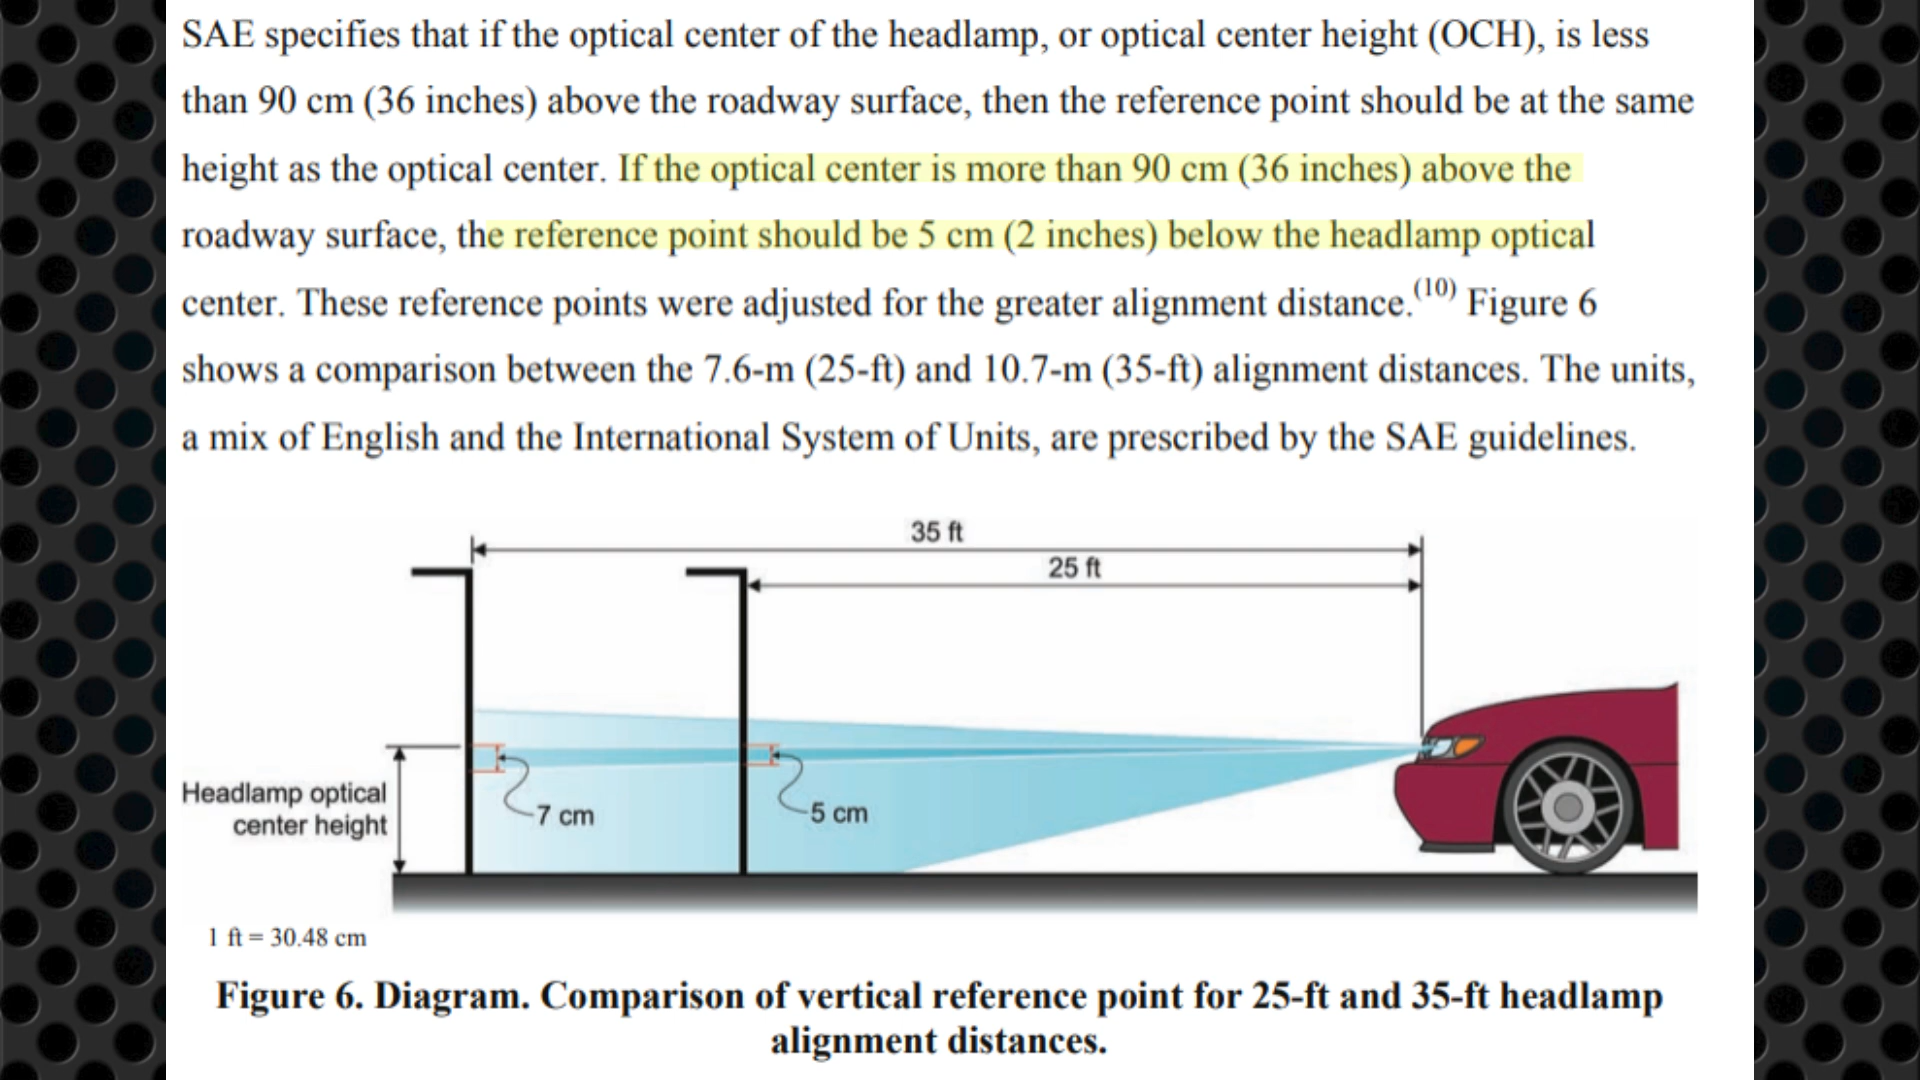 SAE specifies that if the optical center of the headlamp, or optical center height (OCH), is less
than 90 cm (36 inches) above the roadway surface, then the reference point should be at the same
height as the optical center. If the optical center is more than 90 cm (36 inches) above the
roadway surface, the reference point should be 5 cm (2 inches) below the headlamp optical
center. These reference points were adjusted for the greater alignment distance.(10) Figure 6
shows a comparison between the 7.6-m (25-ft) and 10.7-m (35-ft) alignment distances. The units,
a mix of English and the International System of Units, are prescribed by the SAE guidelines.
35 ft
25 ft
Headlamp optical
center height
7 cm
5 cm
1 ft = 30.48 cm
Figure 6. Diagram. Comparison of vertical reference point for 25-ft and 35-ft headlamp
alignment distances.